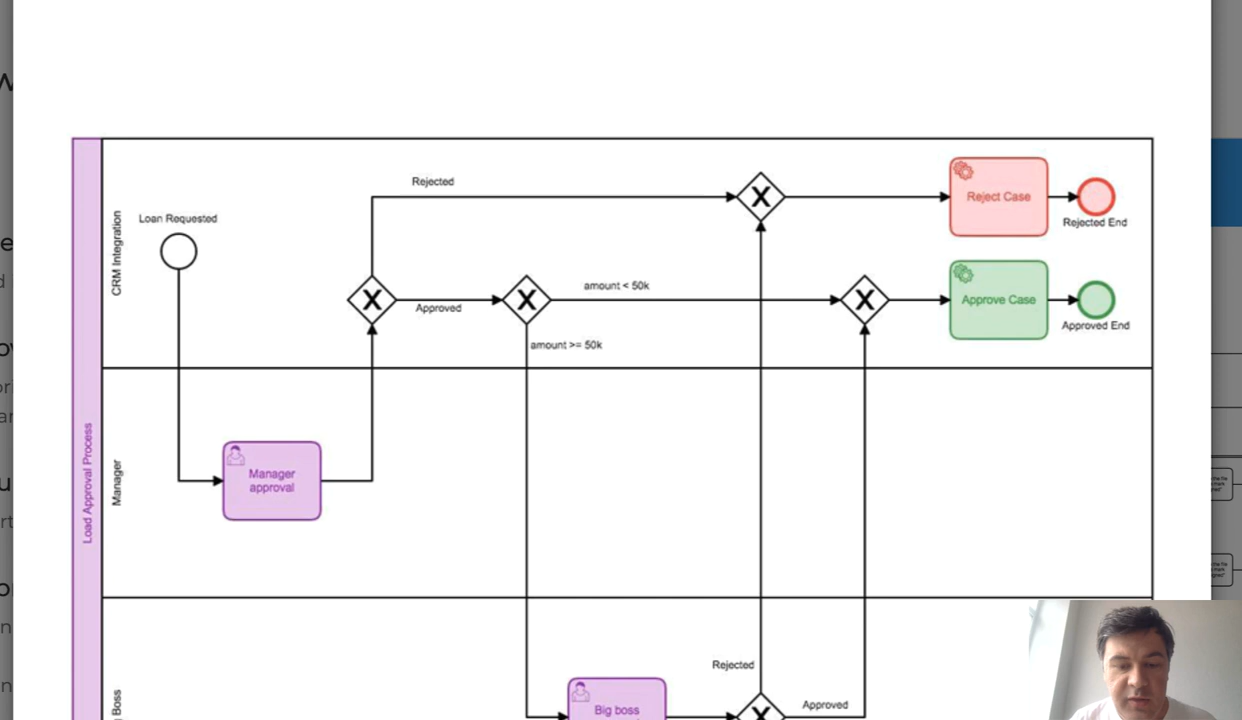 Rejected
Loan Requested
Reject Case
Rejected End
CRM Integration
amount < 50k
Approved
Approve Case
Approved End
amount >= 50k
Load Approval Process
Manager
Manager
approval
Rejected
Boss
Big boss
Approved